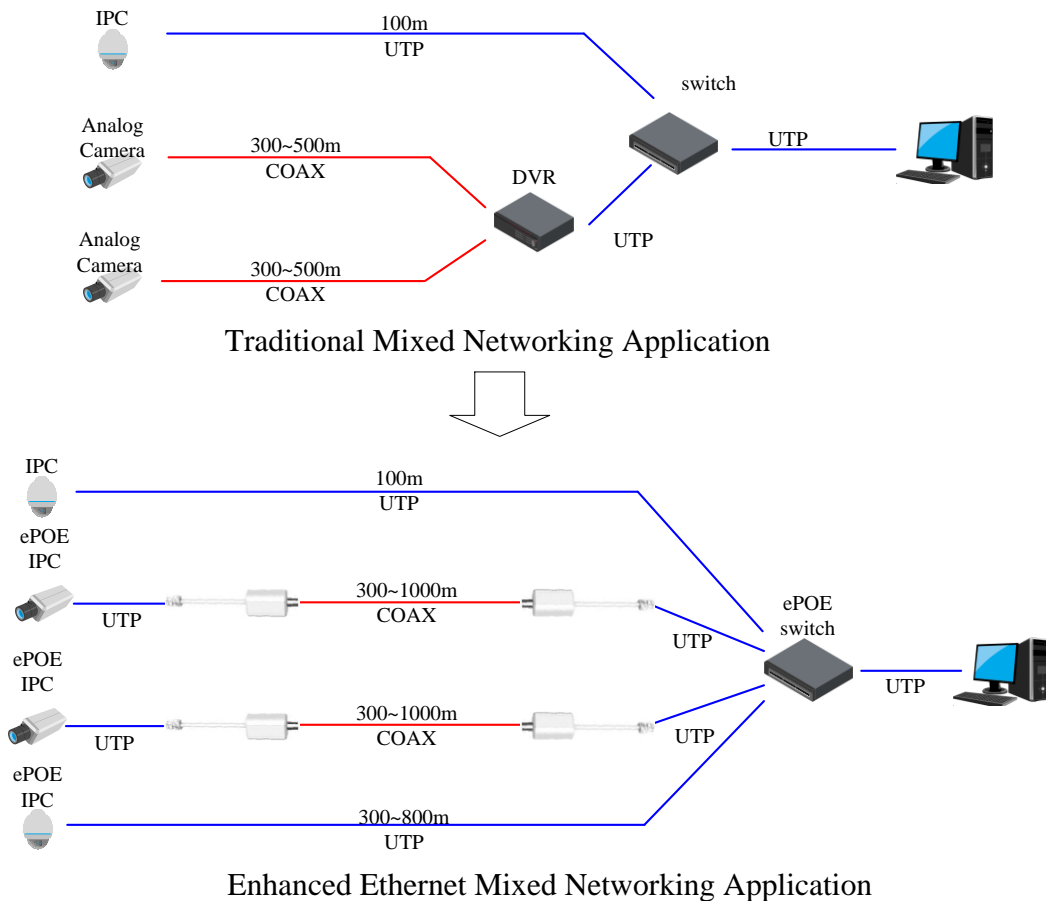 IPC
100m
UTP
switch
Analog
Camera
300~500m
COAX
UTP
DVR
UTP
Analog
Camera
300~500m
COAX
Traditional Mixed Networking Application
IPC
100m
UTP
ePOE
IPC
UTP
300~1000m
COAX
UTP
ePOE
switch
UTP
ePOE
IPC
UTP
300~1000m
COAX
UTP
ePOE
IPC
300~800m
UTP
Enhanced Ethernet Mixed Networking Application